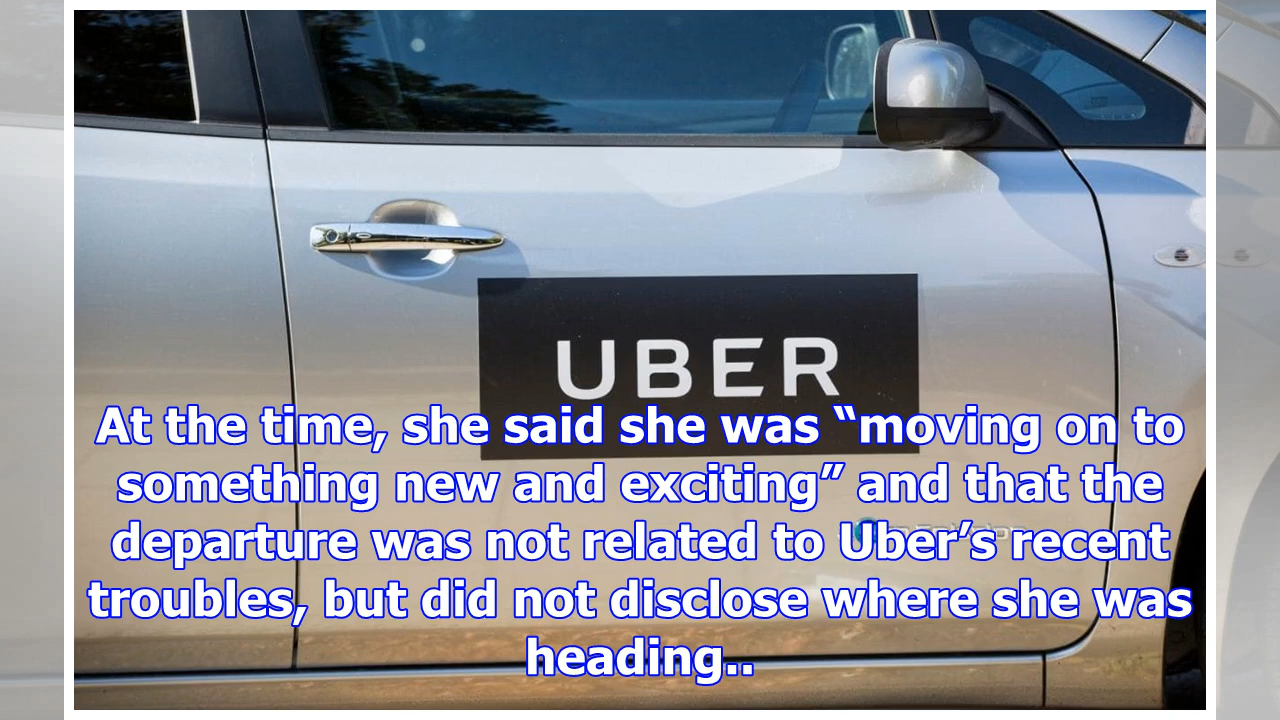 UBER
At the time, she said she was “moving on to
something new and exciting” and that the
departure was not related to Uber’s recent
troubles, but did not disclose where she was
heading..